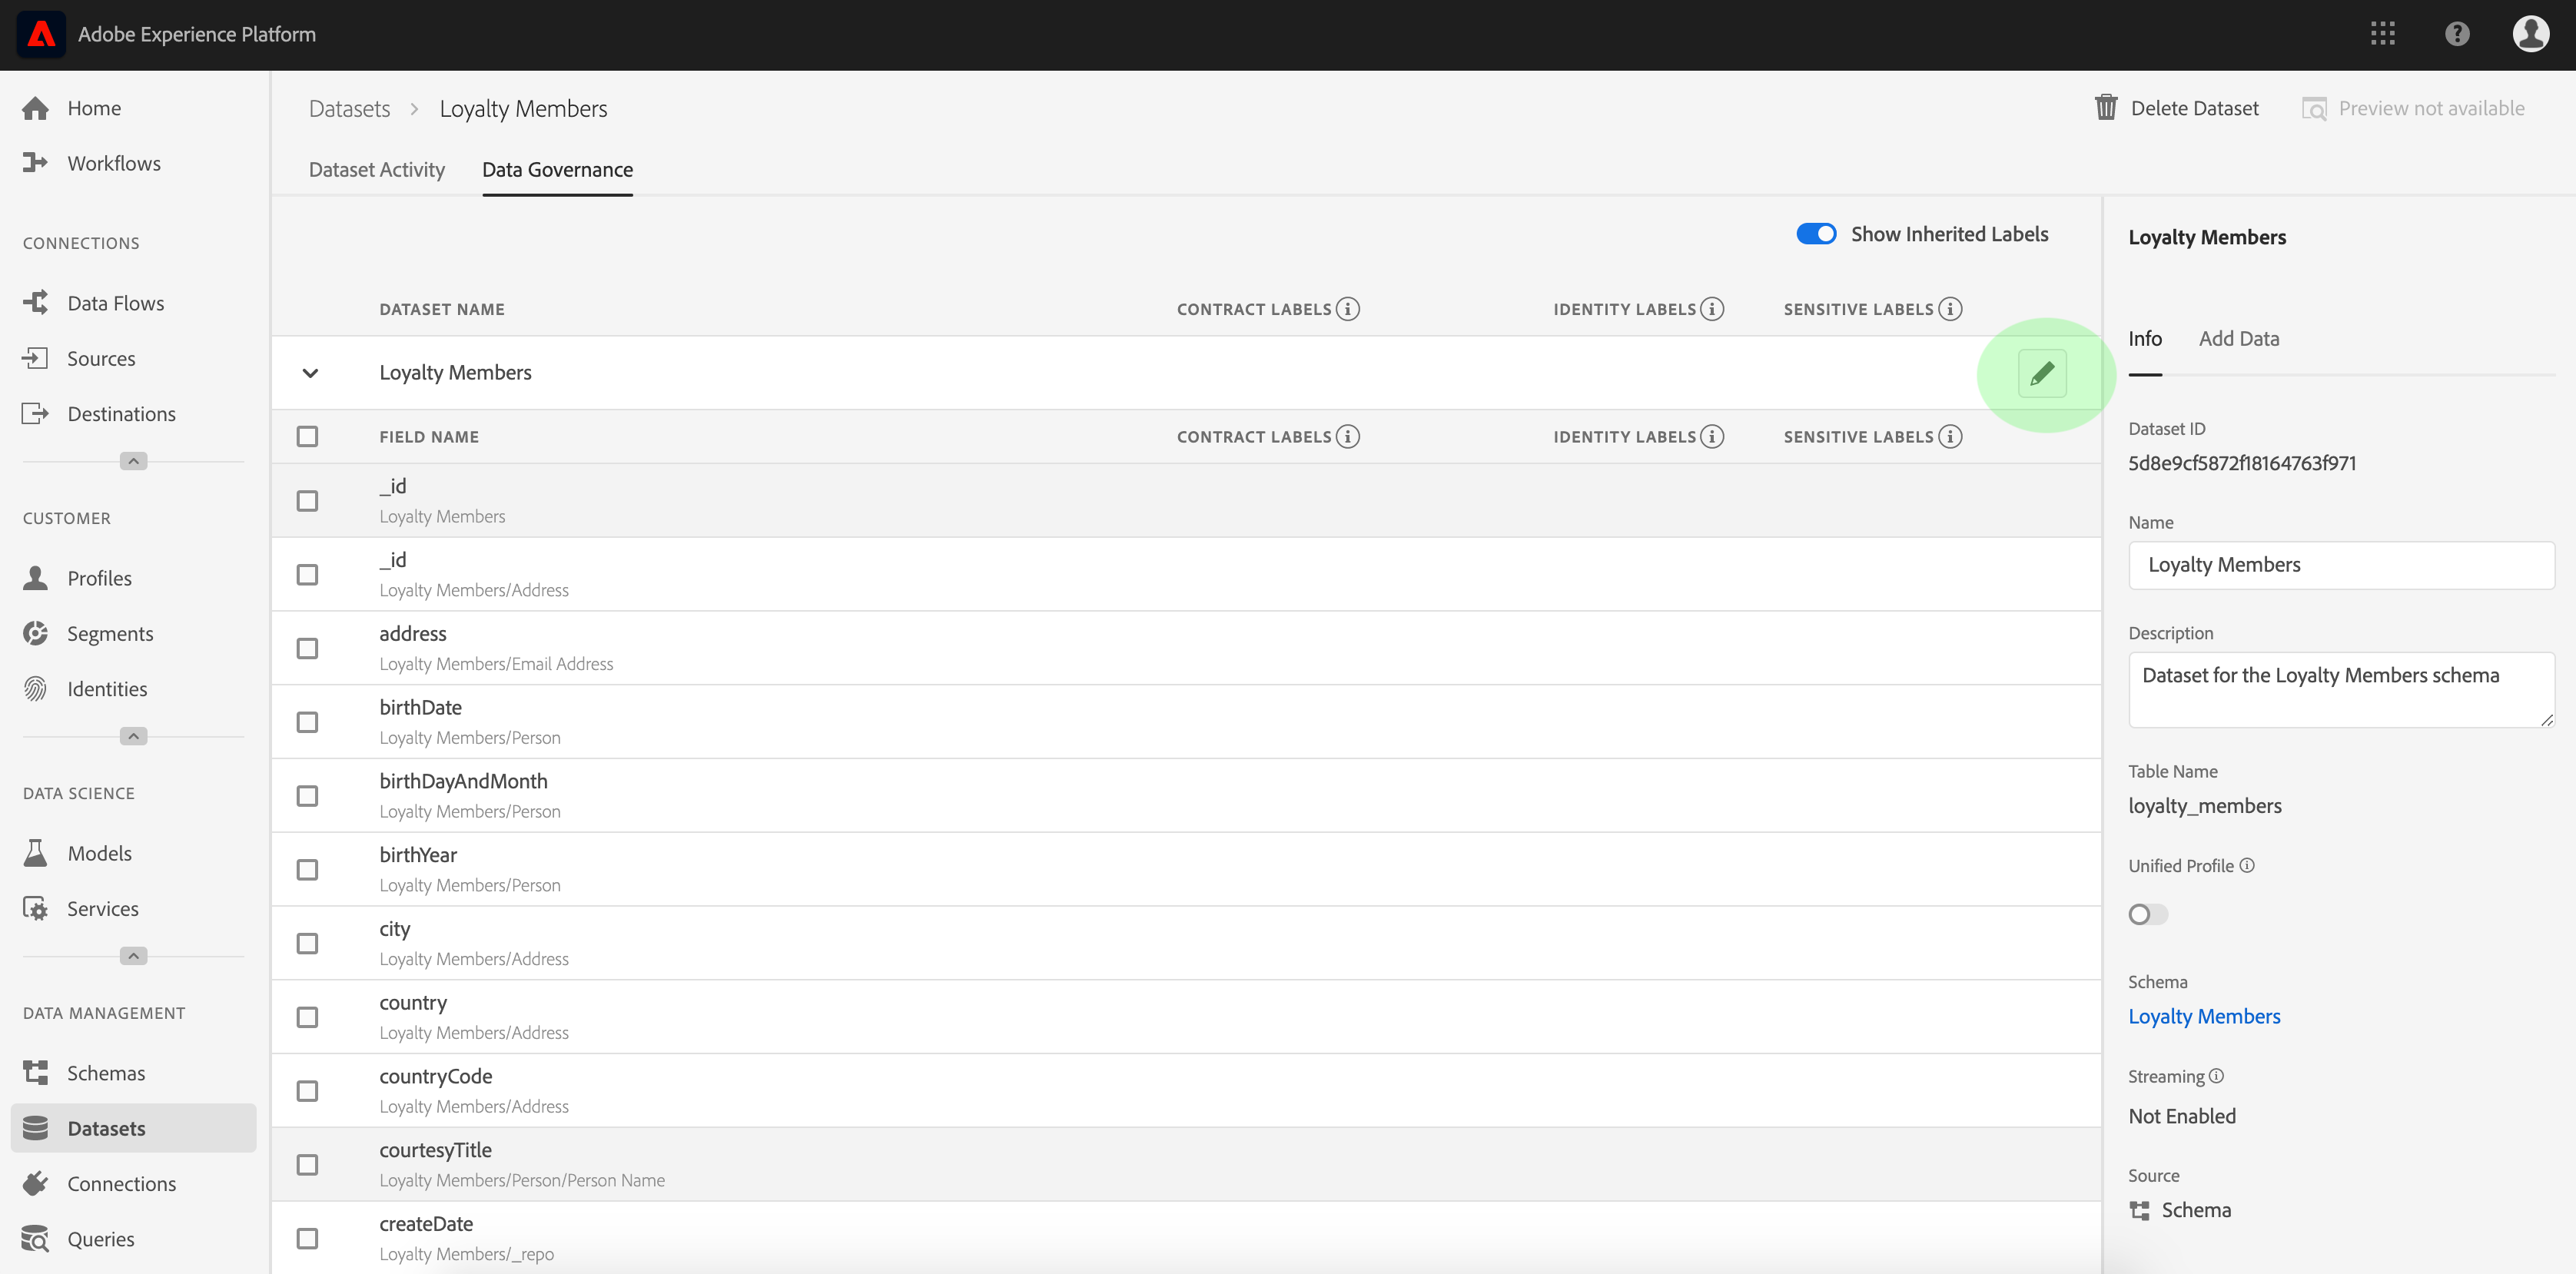 Adobe Experience Platform
Home
Workflows
CONNECTIONS
Data Flows
Sources
Destinations
CUSTOMER
Profiles
Segments
Identities
DATA SCIENCE
Models
Services
DATA MANAGEMENT
Schemas
Datasets
Connections
Queries
Datasets > Loyalty Members
Delete Dataset
Preview not available
Dataset Activity Data Governance
Show Inherited Labels
DATASET NAME CONTRACT LABELS IDENTITY LABELS SENSITIVE LABELS
Loyalty Members
FIELD NAME CONTRACT LABELS IDENTITY LABELS SENSITIVE LABELS
_id
Loyalty Members
_id
Loyalty Members/Address
address
Loyalty Members/Email Address
birthDate
Loyalty Members/Person
birthDayAndMonth
Loyalty Members/Person
birthYear
Loyalty Members/Person
city
Loyalty Members/Address
country
Loyalty Members/Address
countryCode
Loyalty Members/Address
courtesyTitle
Loyalty Members/Person/Person Name
createDate
Loyalty Members/_repo
Loyalty Members
Info Add Data
Dataset ID
5d8e9cf5872f18164763f971
Name
Loyalty Members
Description
Dataset for the Loyalty Members schema
Table Name
loyalty_members
Unified Profile
Schema
Loyalty Members
Streaming
Not Enabled
Source
Schema